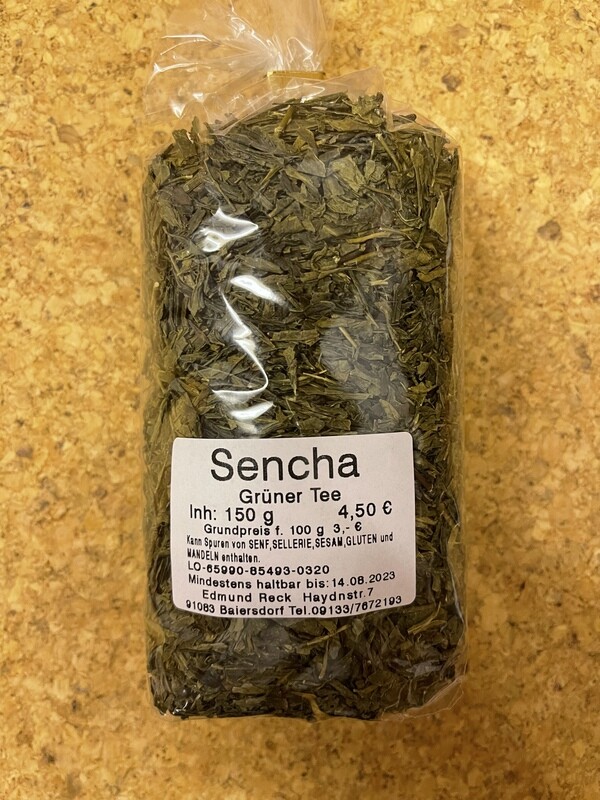 Sencha
Grüner Tee
Inh: 150 g 4,50 €
Grundpreis f. 100 g 3,- €
Kann Spuren von SENF,SELLERIE,SESAM,GLUTEN und
MANDELN enthalten.
LO-65990-85493-0320
Mindestens haltbar bis:14.08.2023
Edmund Reck Haydnstr.7
91083 Baiersdorf Tel.09133/7672193